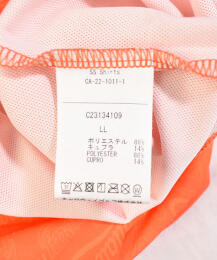 SS Shirts
CA-22-1011-1
C23134109
LL
ポリエステル 86%
キュプラ 14%
POLYESTER 86%
CUPRO 14%